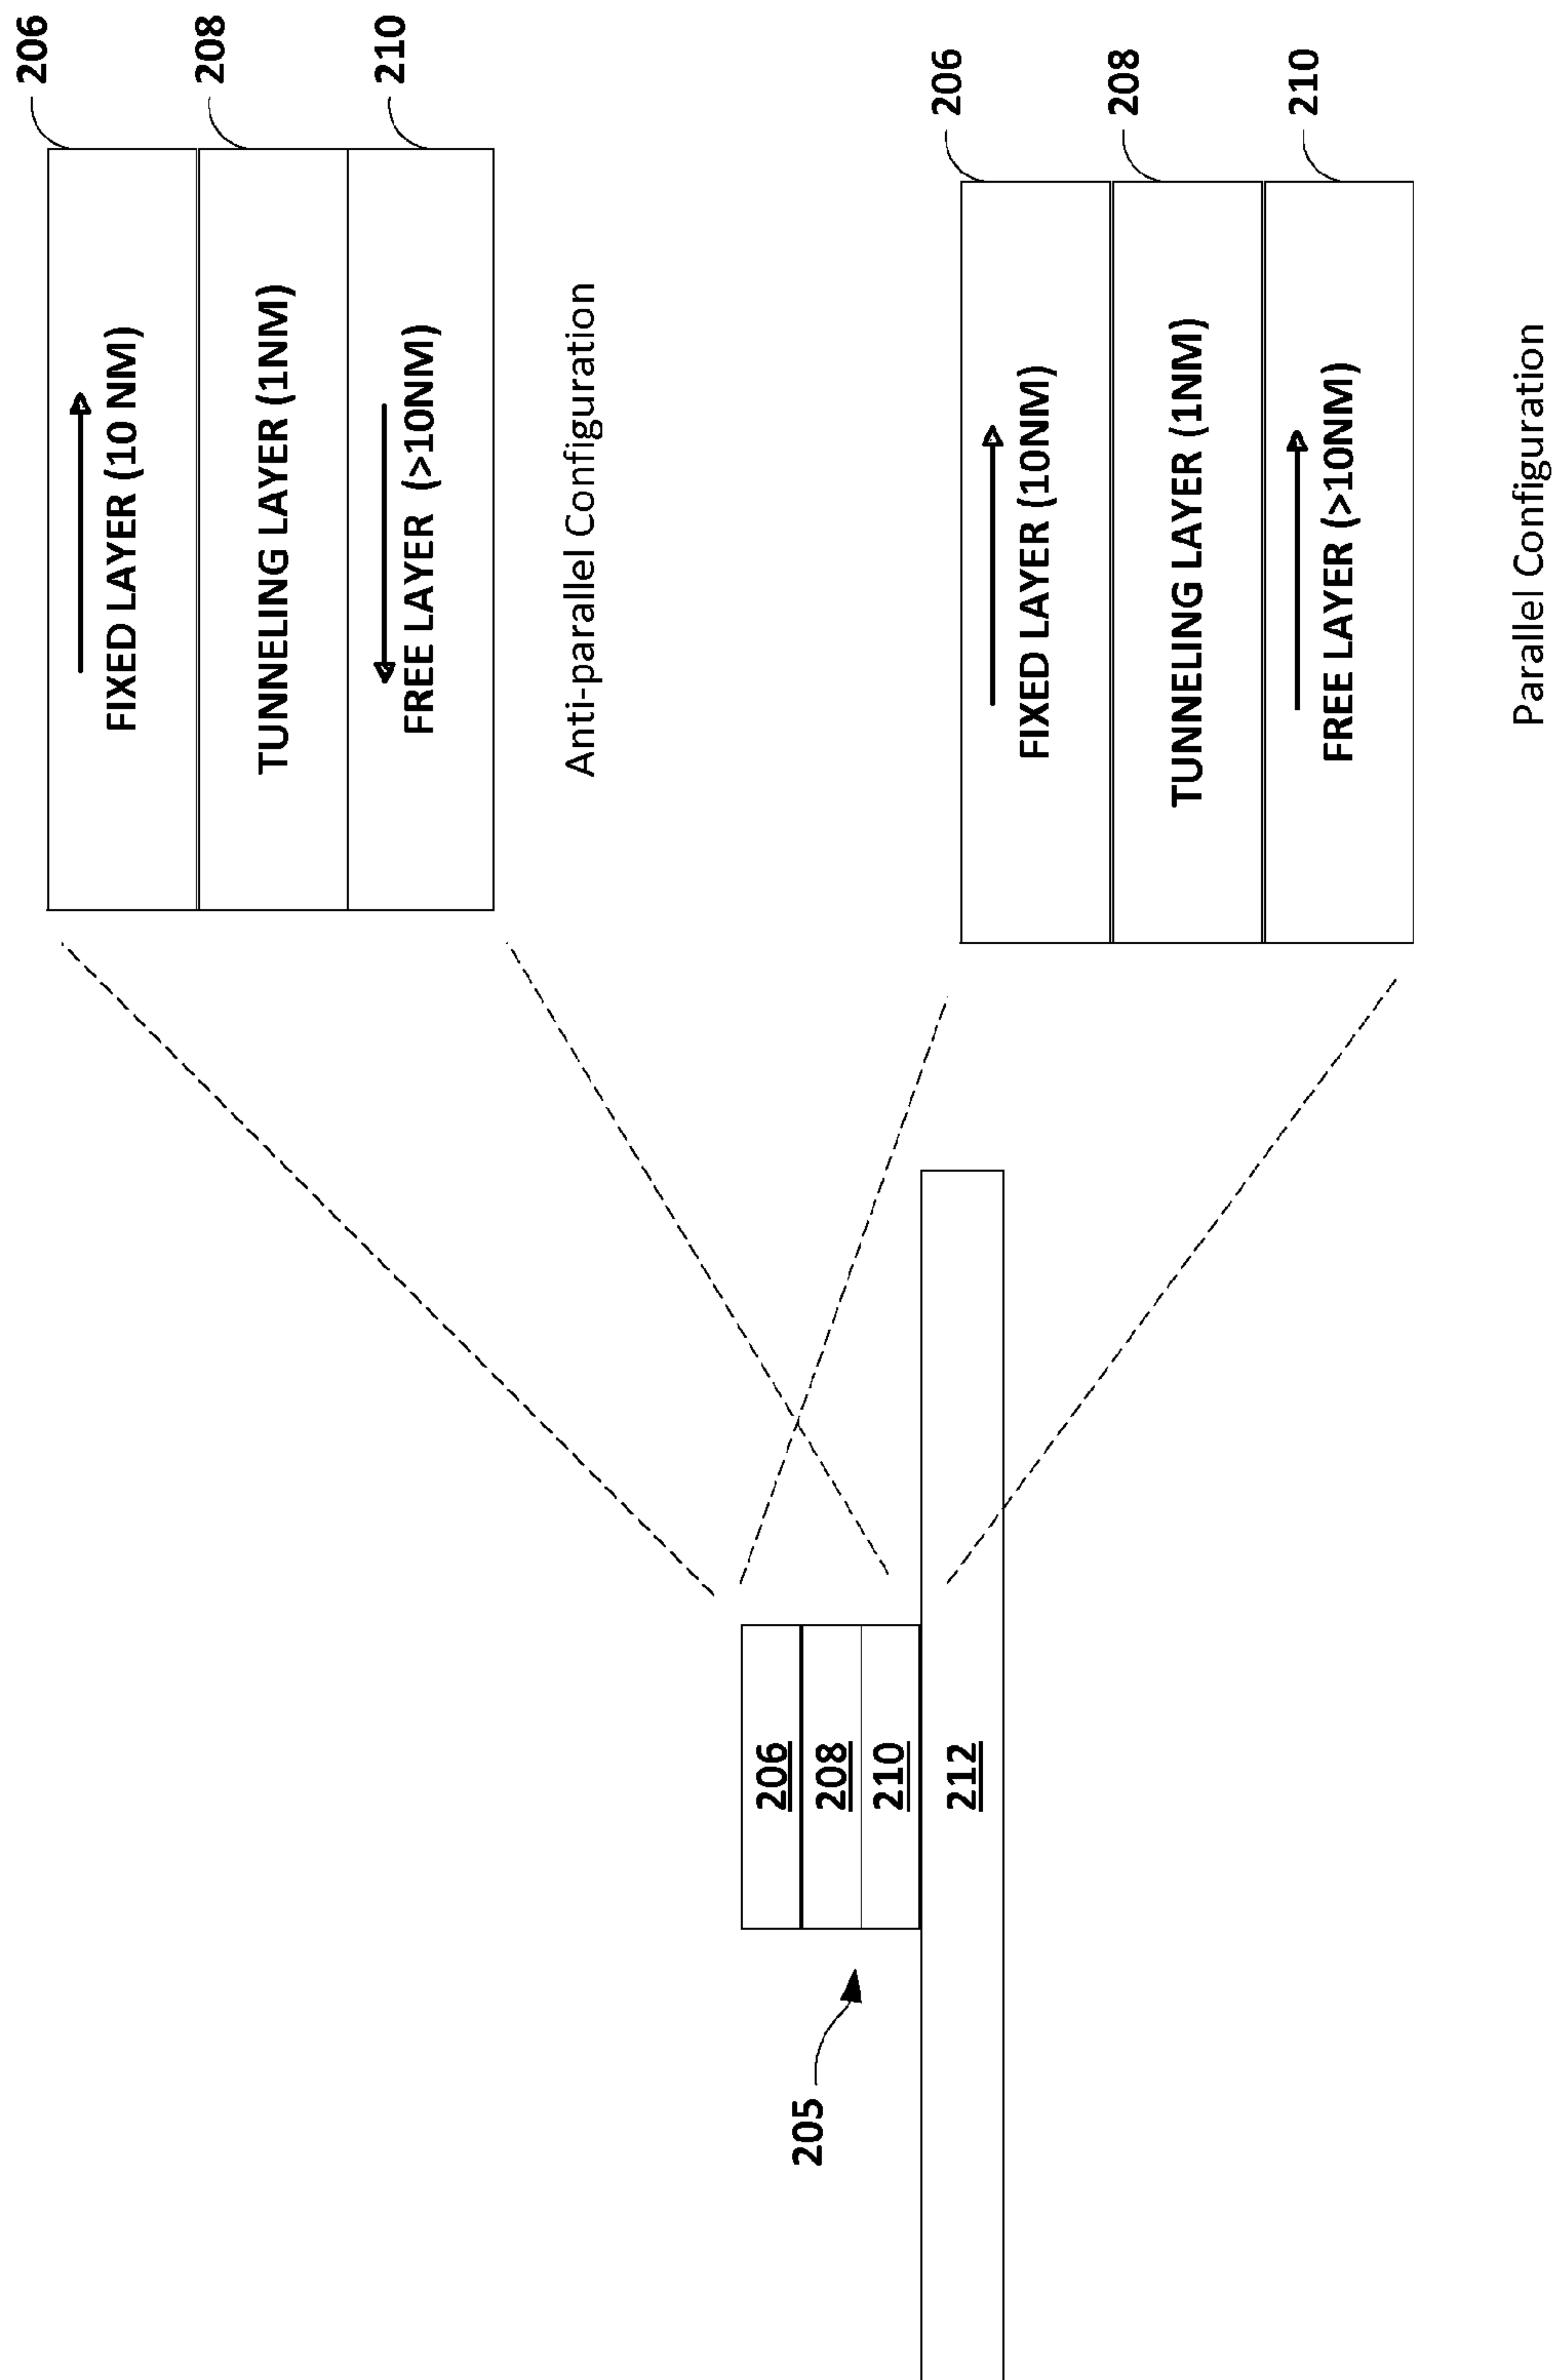 206
FIXED LAYER (10 NM)
208
TUNNELING LAYER (1NM)
210
FREE LAYER (>10NM)
Anti-parallel Configuration
206
FIXED LAYER (10NM)
208
TUNNELING LAYER (1NM)
210
FREE LAYER (>10NM)
Parallel Configuration
205
206
208
210
212